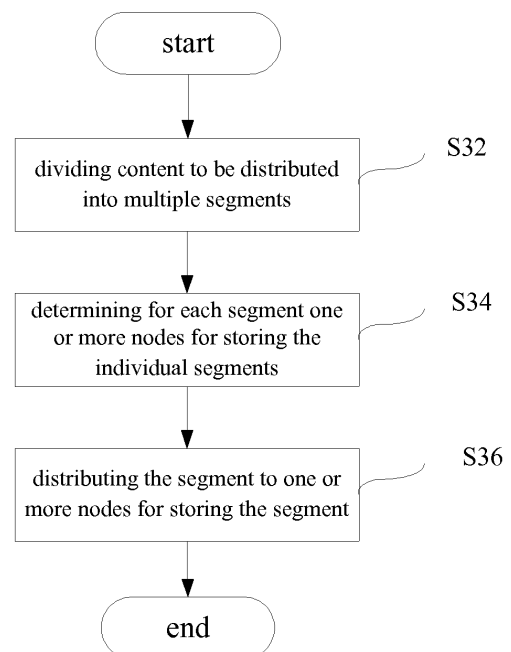 start
dividing content to be distributed
into multiple segments
S32
determining for each segment one
or more nodes for storing the
individual segments
S34
distributing the segment to one or
more nodes for storing the segment
S36
end